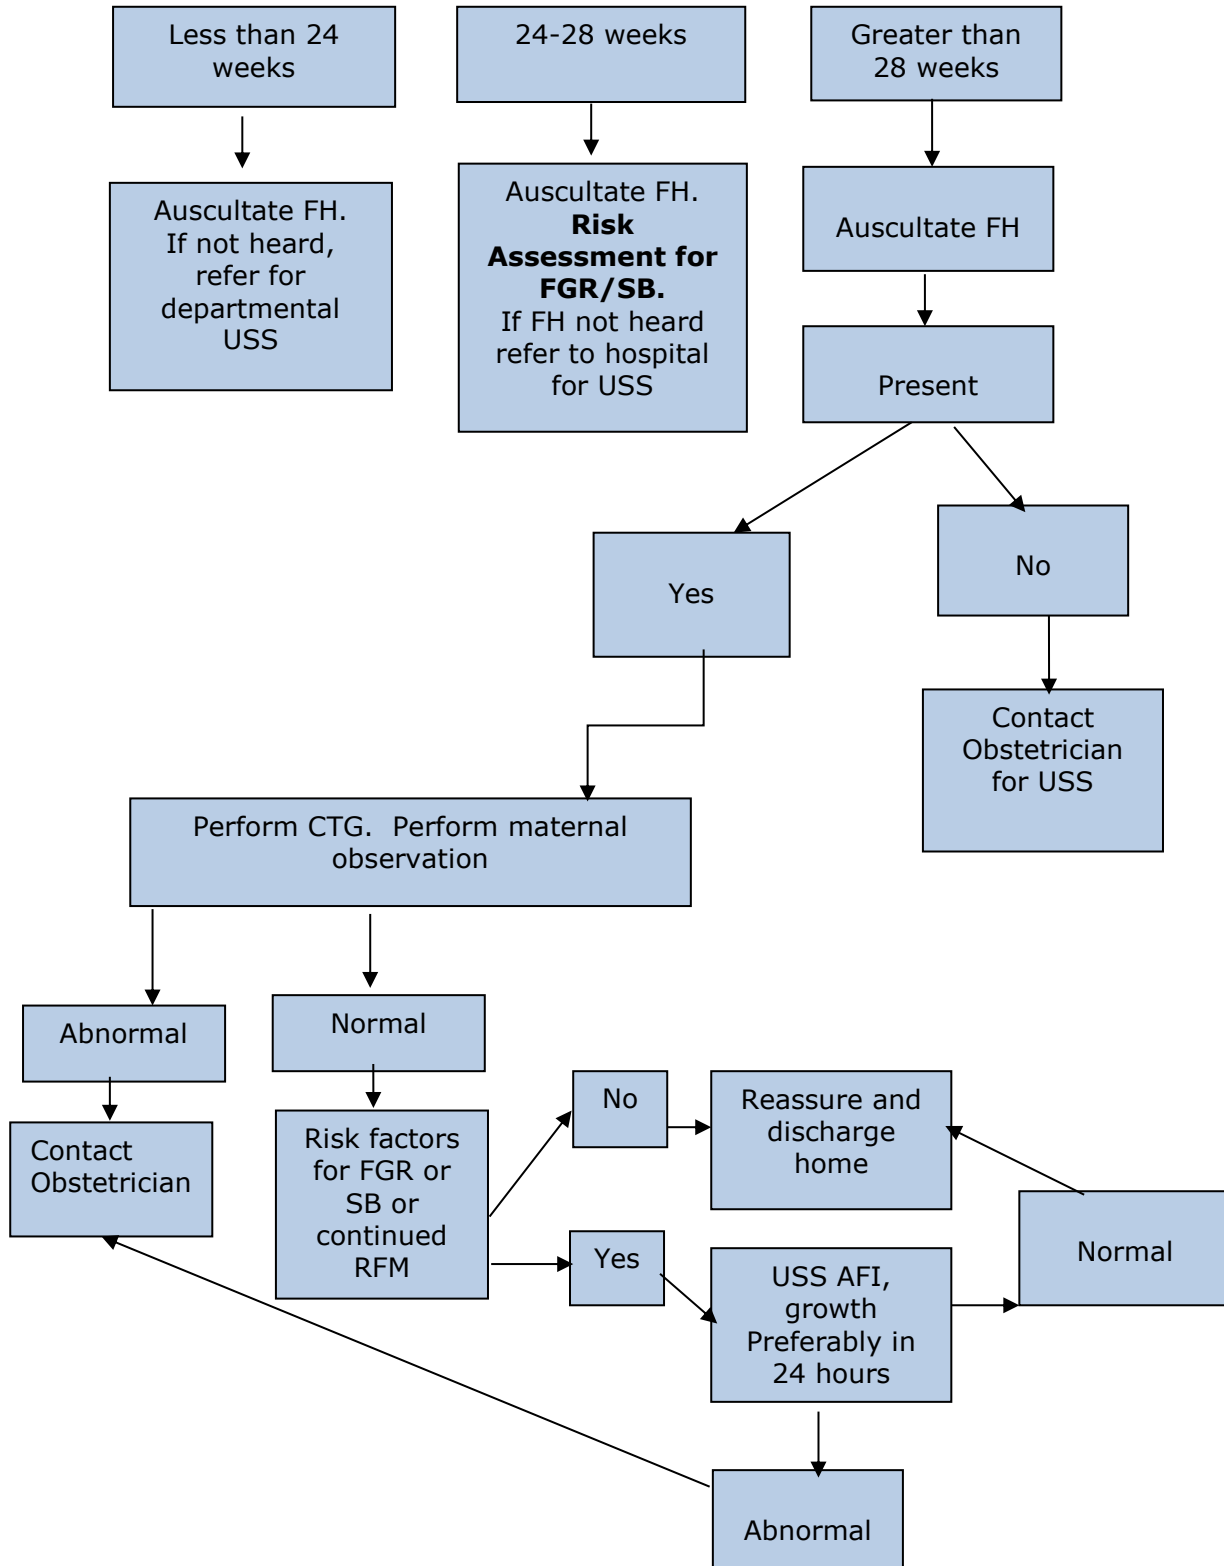 Less than 24
weeks
24-28 weeks
Greater than
28 weeks
Auscultate FH.
If not heard,
refer for
departmental
USS
Auscultate FH.
Risk
Assessment for
FGR/SB.
If FH not heard
refer to hospital
for USS
Auscultate FH
Present
Yes
No
Contact
Obstetrician
for USS
Perform CTG.  Perform maternal
observation
Abnormal
Normal
Contact
Obstetrician
Risk factors
for FGR or
SB or
continued
RFM
No
Reassure and
discharge
home
Yes
USS AFI,
growth
Preferably in
24 hours
Normal
Abnormal